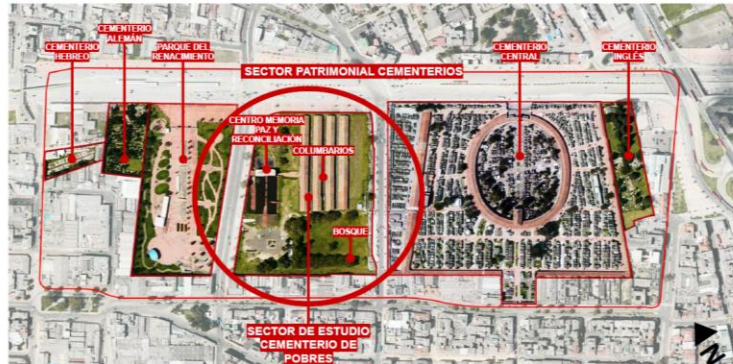 CEMENTERIO
HEBREO
CEMENTERIO
ALEMÁN
PARQUE DEL
RENACIMIENTO
SECTOR PATRIMONIAL CEMENTERIOS
CEMENTERIO
CENTRAL
CEMENTERIO
INGLÉS
CENTRO MEMORIA
PAZ Y
RECONCILIACIÓN
COLUMBARIOS
BOSQUE
SECTOR DE ESTUDIO
CEMENTERIO DE
POBRES
N